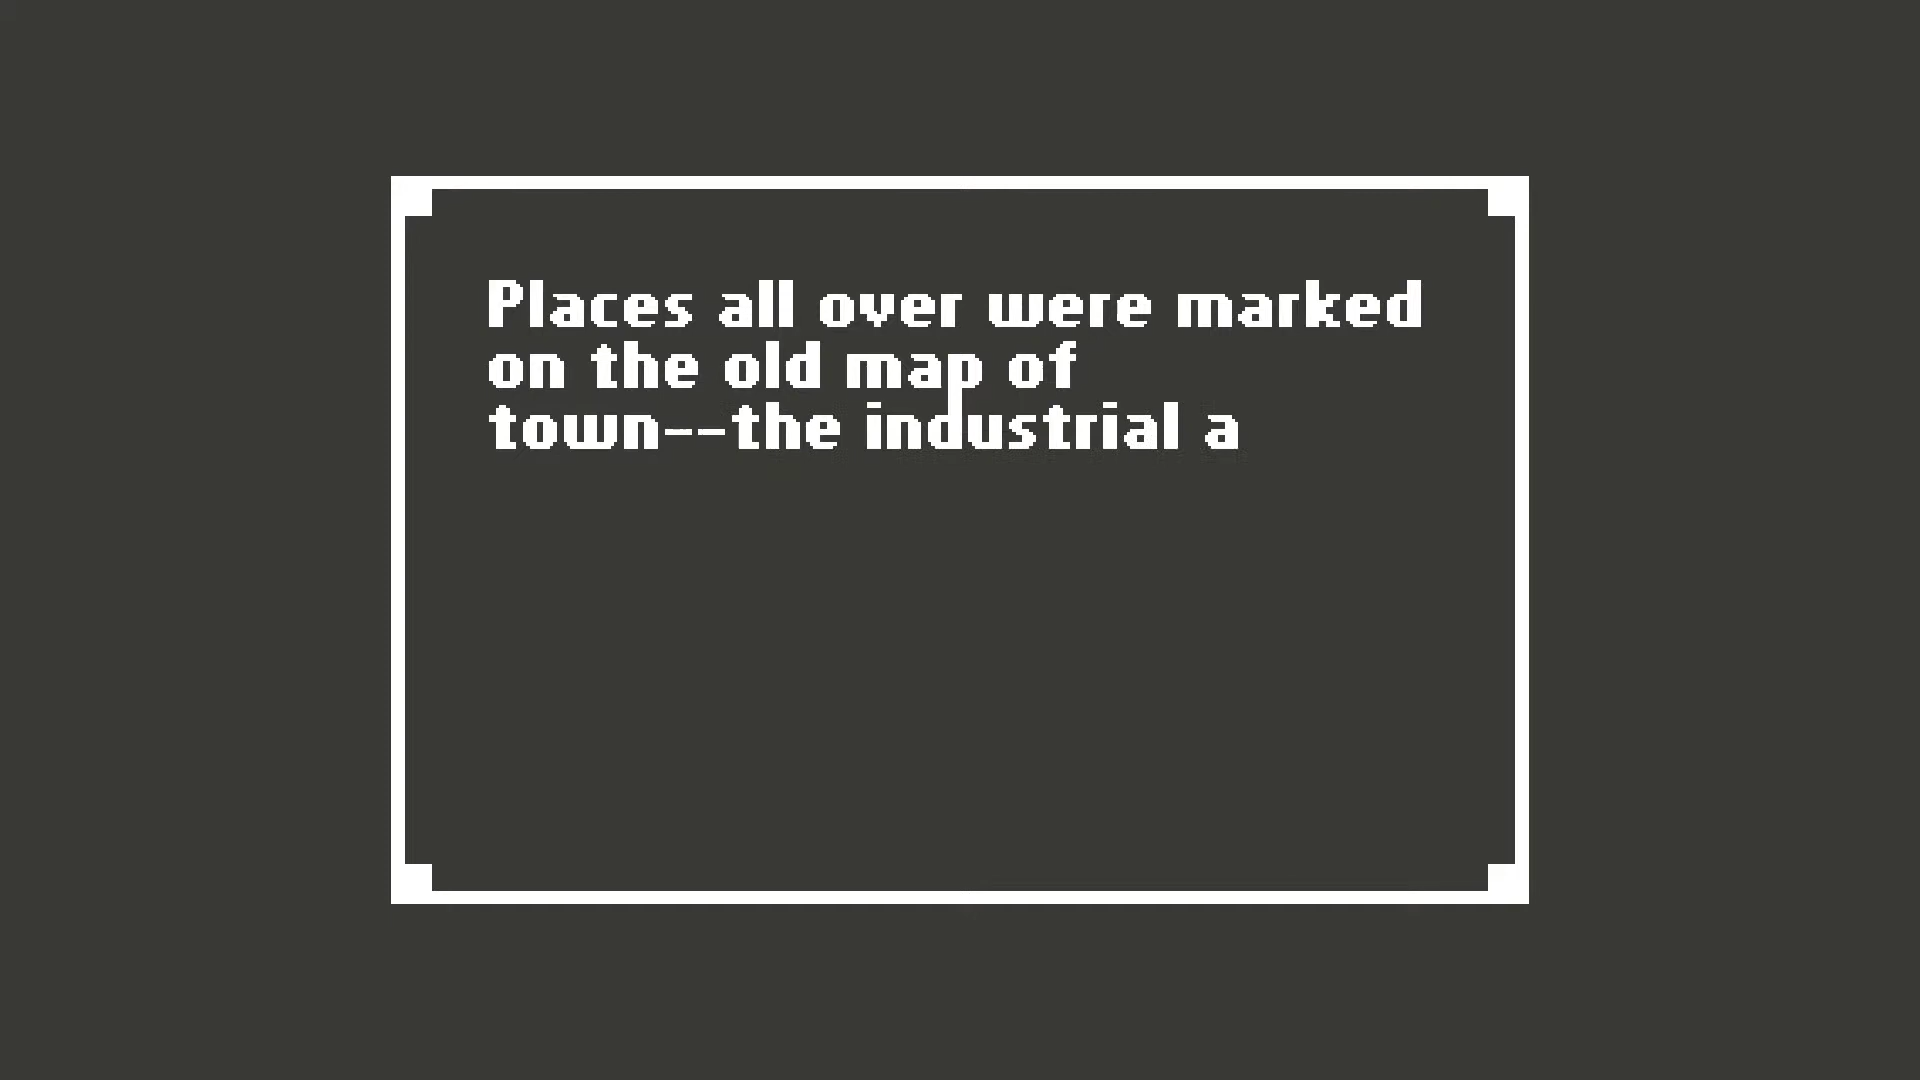 Places all over were marked
on the old map of
town--the industrial a